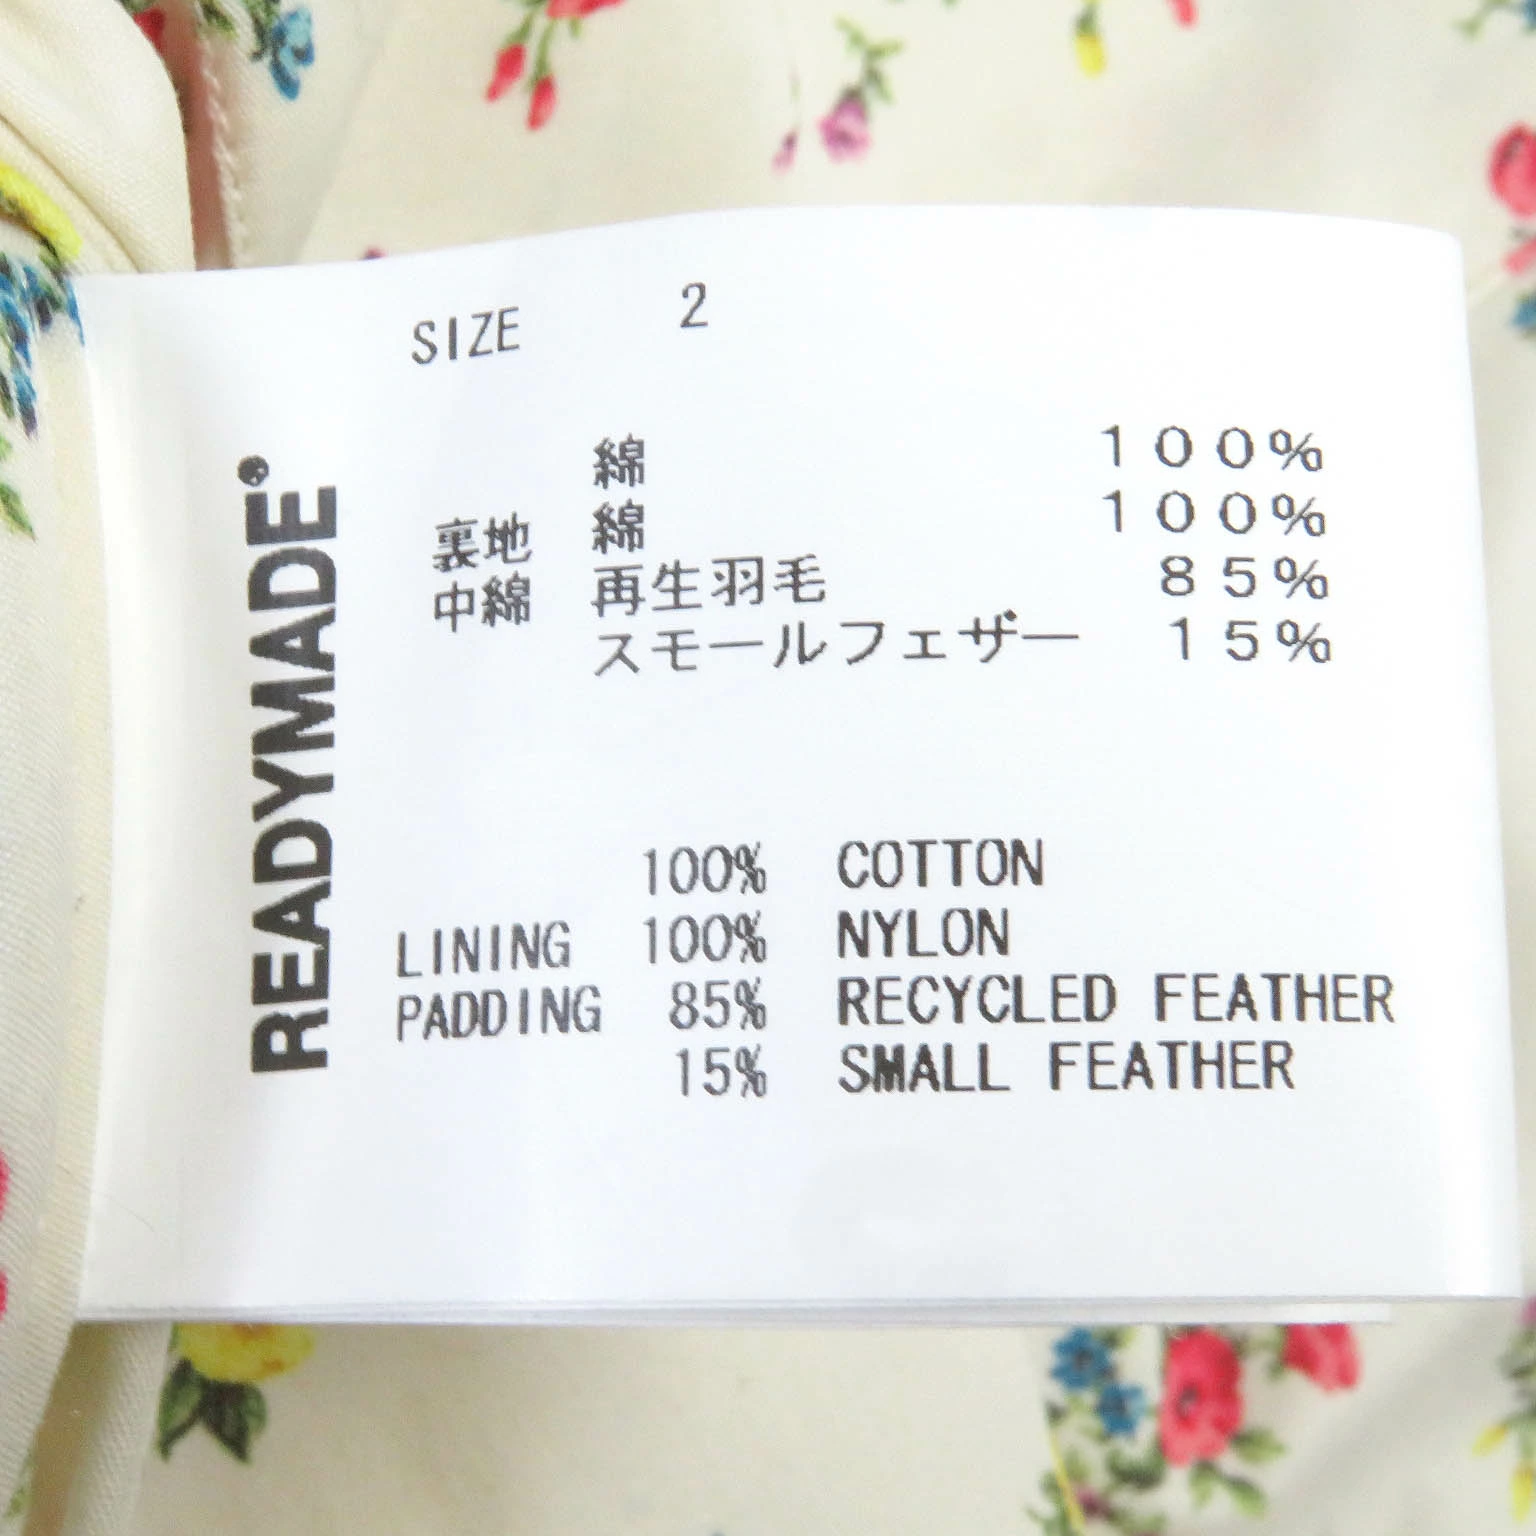 SIZE 2
READYMADE®
綿 100%
裏地 綿 100%
中綿 再生羽毛 85%
スモールフェザー 15%
100% COTTON
LINING 100% NYLON
PADDING 85% RECYCLED FEATHER
15% SMALL FEATHER